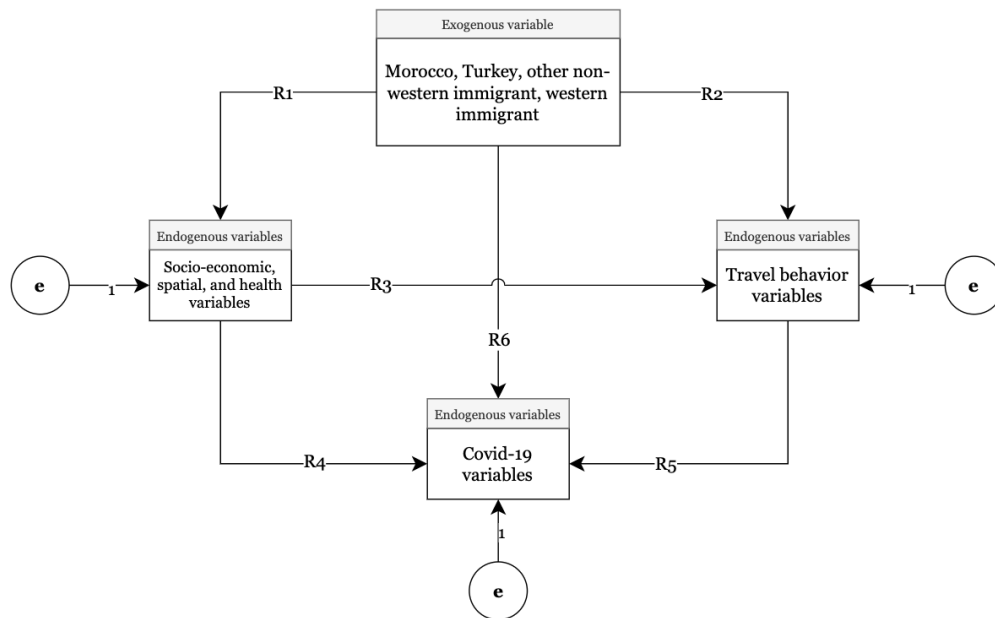 Exogenous variable
Morocco, Turkey, other non-
western immigrant, western
immigrant
R1
R2
Endogenous variables
Socio-economic,
spatial, and health
variables
Endogenous variables
Travel behavior
variables
e
1
R3
1
e
R6
Endogenous variables
Covid-19
variables
R4
R5
1
e